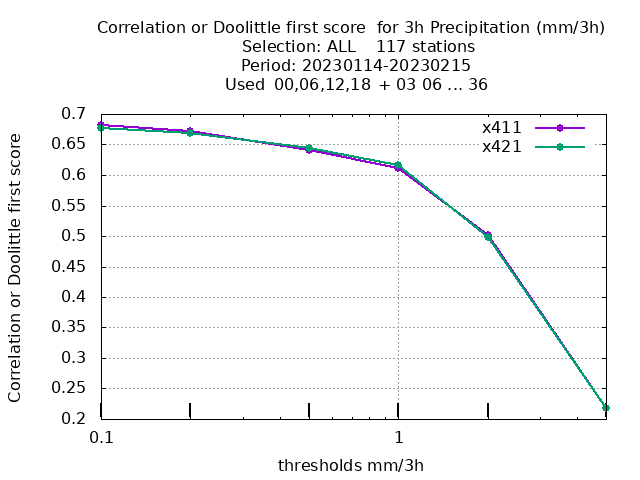 Correlation or Doolittle first score  for 3h Precipitation (mm/3h)
Selection: ALL    117 stations
Period: 20230114-20230215
Used  00,06,12,18  + 03 06 ... 36
x411
x421
0.7
0.65
0.6
0.55
0.5
0.45
0.4
0.35
0.3
0.25
0.2
0.1
1
Correlation or Doolittle first score
thresholds mm/3h